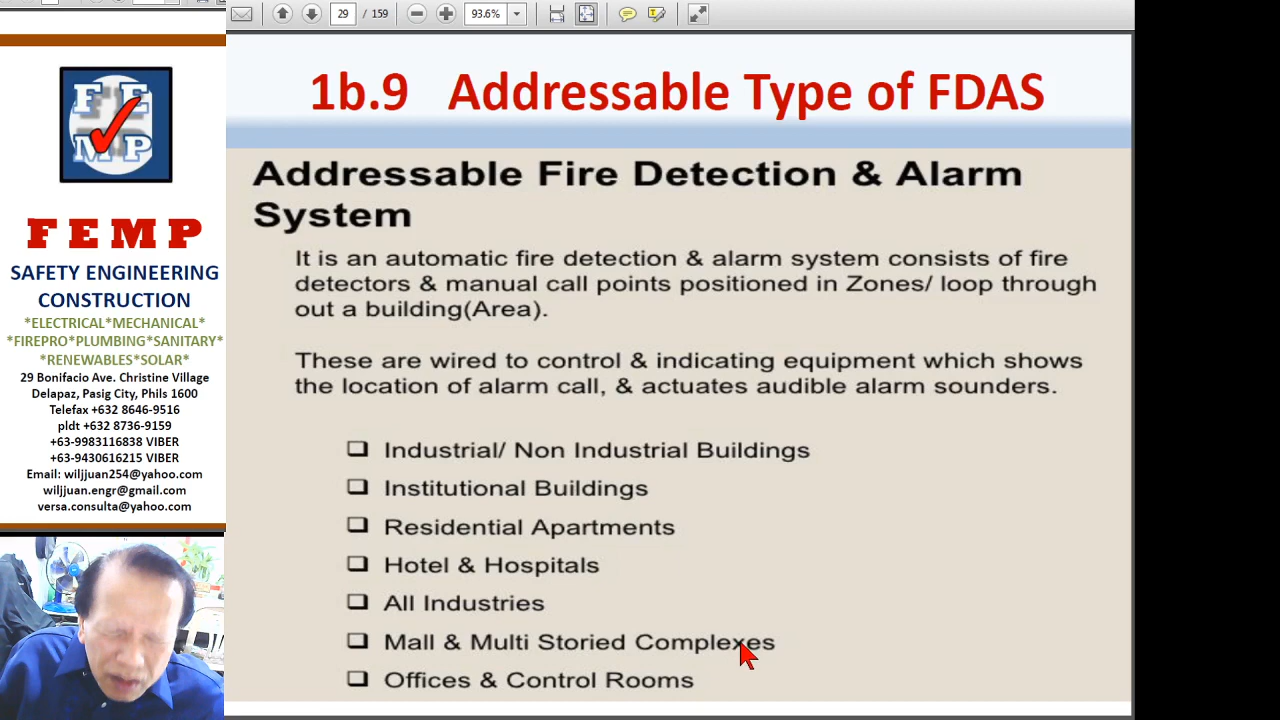 29 / 159
93.6%
1b.9 Addressable Type of FDAS
F E
M P
F E M P
SAFETY ENGINEERING
CONSTRUCTION
*ELECTRICAL*MECHANICAL*
*FIREPRO*PLUMBING*SANITARY*
*RENEWABLES*SOLAR*
29 Bonifacio Ave. Christine Village
Delapaz, Pasig City, Phils 1600
Telefax +632 8646-9516
pldt +632 8736-9159
+63-9983116838 VIBER
+63-9430616215 VIBER
Email: wiljjuan254@yahoo.com
wiljjuan.engr@gmail.com
versa.consulta@yahoo.com
Addressable Fire Detection & Alarm
System
It is an automatic fire detection & alarm system consists of fire
detectors & manual call points positioned in Zones/ loop through
out a building(Area).
These are wired to control & indicating equipment which shows
the location of alarm call, & actuates audible alarm sounders.
Industrial/ Non Industrial Buildings
Institutional Buildings
Residential Apartments
Hotel & Hospitals
All Industries
Mall & Multi Storied Complexes
Offices & Control Rooms